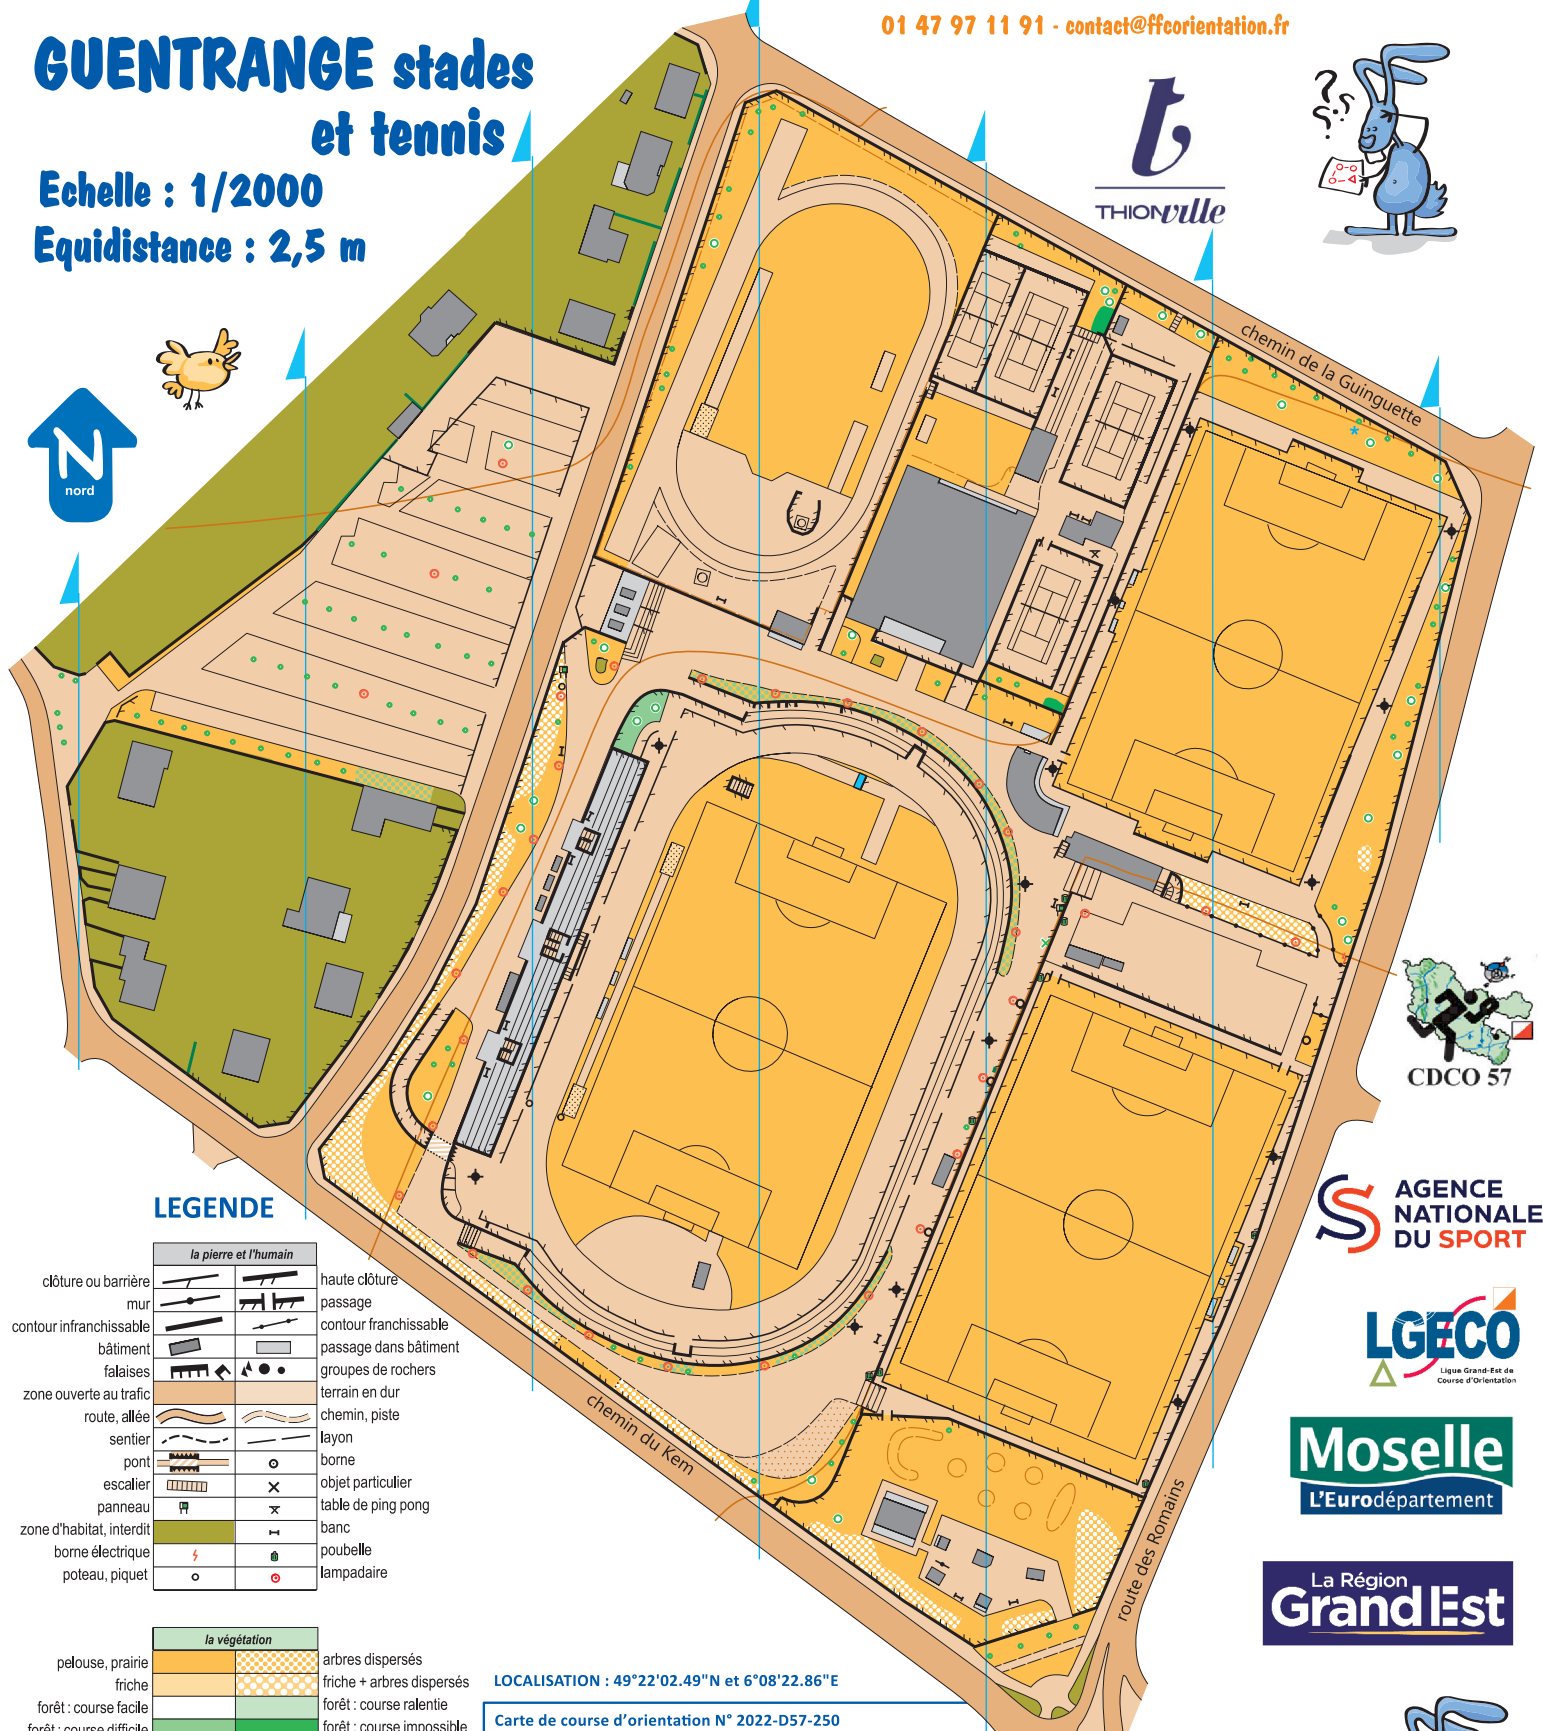 01 47 97 11 91 - contact@ffcorientation.fr
GUENTRANGE stades
et tennis
Echelle : 1/2000
Equidistance : 2,5 m
t
THIONville
? ? s
s
N
nord
chemin de la Guinguette
CDCO 57
AGENCE
NATIONALE
DU SPORT
LGECO
Ligue Grand-Est de
Course d'Orientation
Moselle
L'Eurodépartement
La Région
Grand Est
chemin du Kem
route des Romains
LEGENDE
la pierre et l'humain
clôture ou barrière
haute clôture
mur
passage
contour infranchissable
contour franchissable
bâtiment
passage dans bâtiment
falaises
groupes de rochers
zone ouverte au trafic
terrain en dur
route, allée
chemin, piste
sentier
layon
pont
borne
escalier
objet particulier
panneau
table de ping pong
zone d'habitat, interdit
banc
borne électrique
poubelle
poteau, piquet
lampadaire
la végétation
pelouse, prairie
arbres dispersés
friche
friche + arbres dispersés
forêt : course facile
forêt : course ralentie
forêt : course difficile
forêt : course impossible
LOCALISATION : 49°22'02.49"N et 6°08'22.86"E
Carte de course d'orientation N° 2022-D57-250